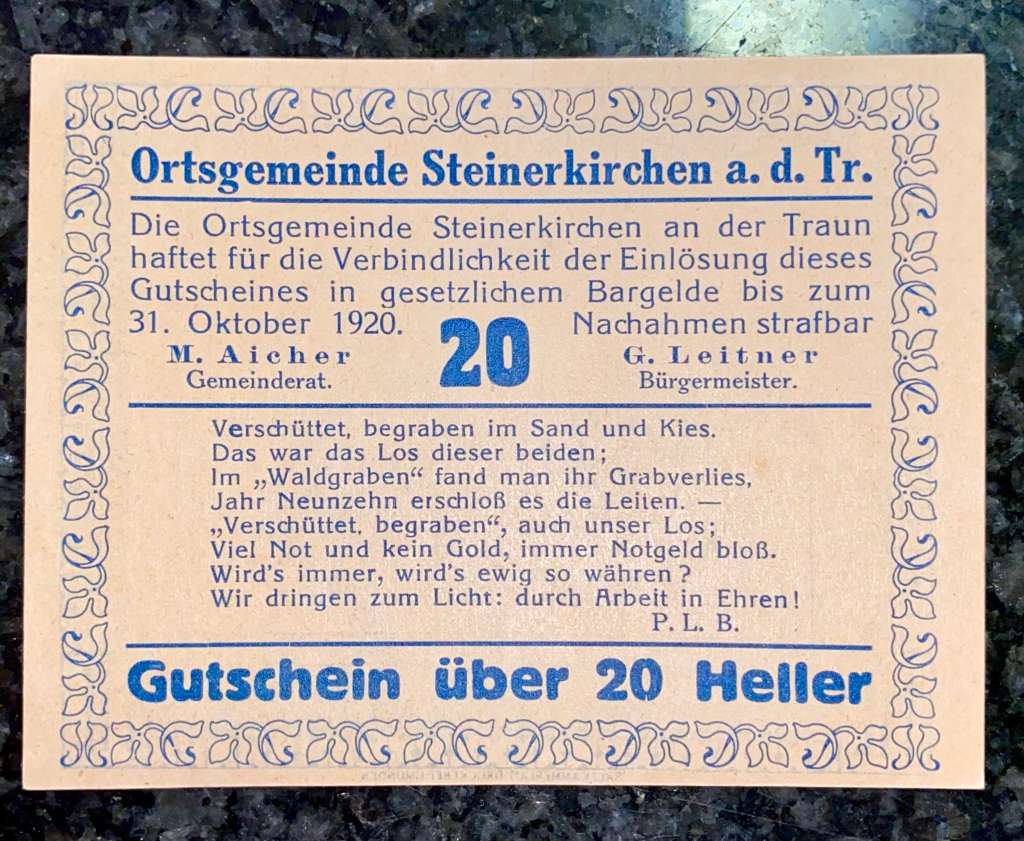 Ortsgemeinde Steinerkirchen a. d. Tr.
Die Ortsgemeinde Steinerkirchen an der Traun
haftet für die Verbindlichkeit der Einlösung dieses
Gutscheines in gesetzlichem Bargelde bis zum
31. Oktober 1920.
20
Nachahmen strafbar
M. Aicher
Gemeinderat.
G. Leitner
Bürgermeister.
Verschüttet, begraben im Sand und Kies.
Das war das Los dieser beiden;
Im „Waldgraben“ fand man ihr Grabverlies,
Jahr Neunzehn erschloß es die Leiten. —
„Verschüttet, begraben“, auch unser Los;
Viel Not und kein Gold, immer Notgeld bloß.
Wird's immer, wird's ewig so währen?
Wir dringen zum Licht: durch Arbeit in Ehren!
P. L. B.
Gutschein über 20 Heller